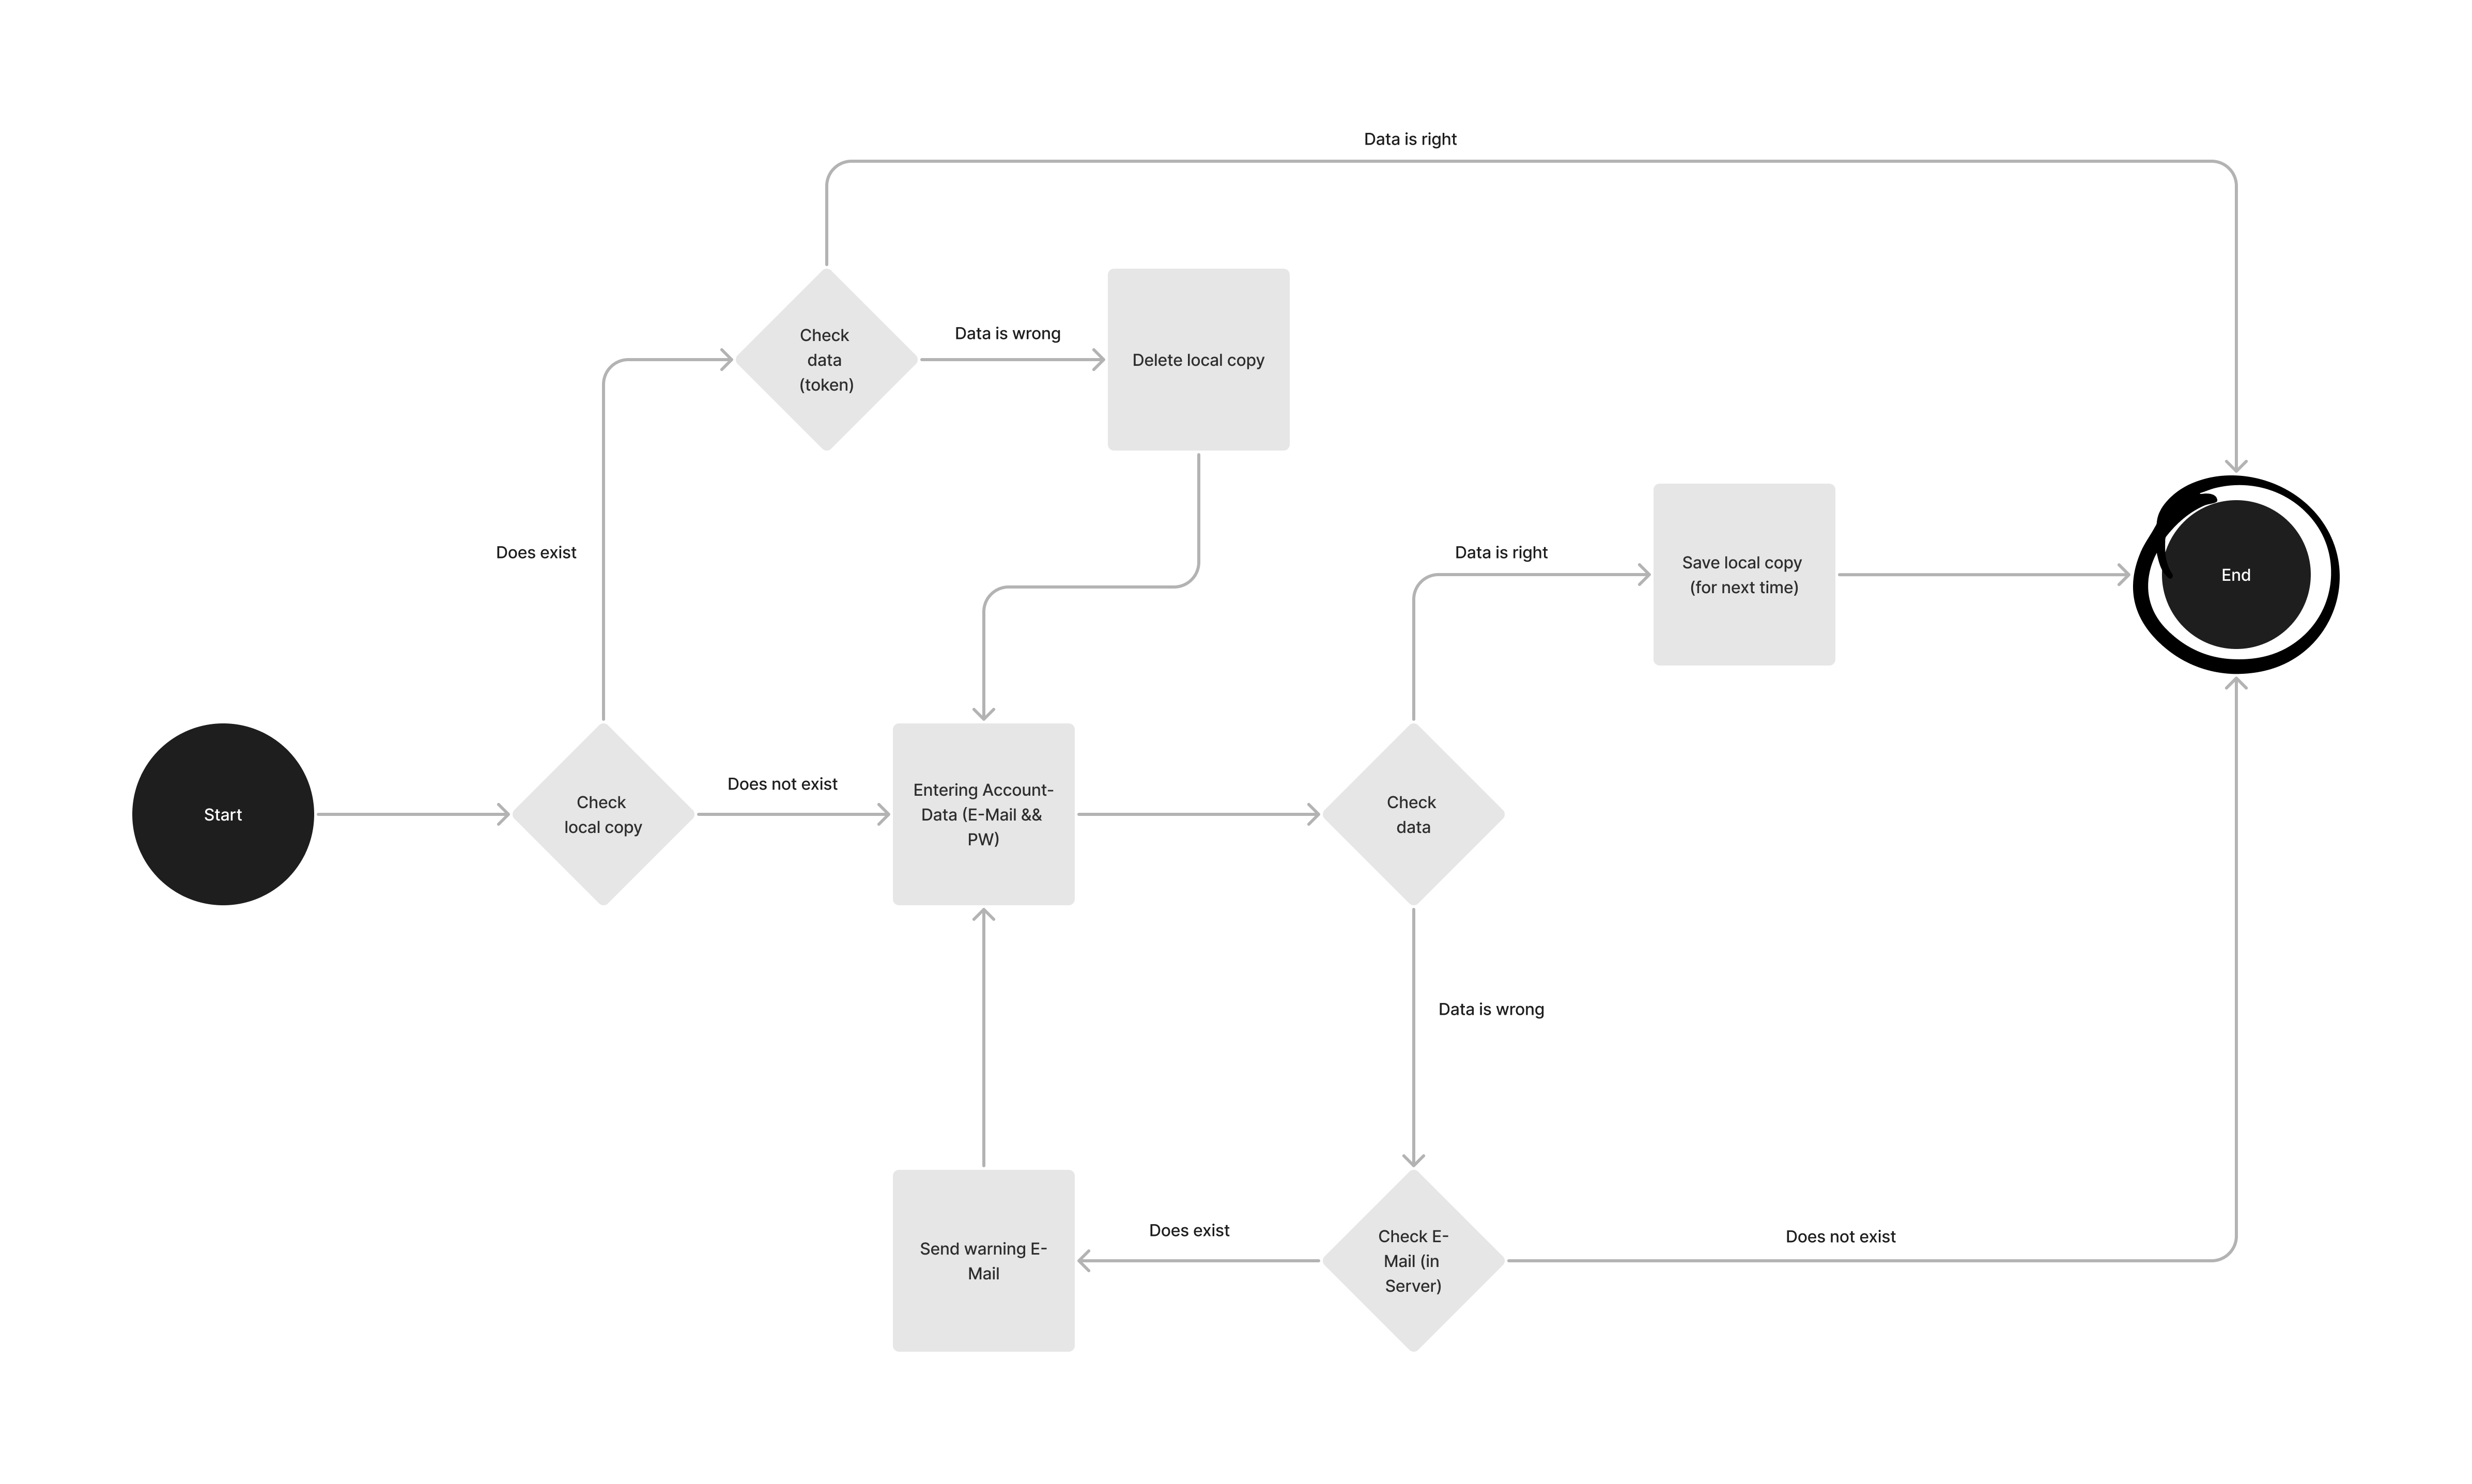 Data is right
Check
data
(token)
Data is wrong
Delete local copy
Does exist
Data is right
Save local copy
(for next time)
End
Start
Check
local copy
Does not exist
Entering Account-
Data (E-Mail &&
PW)
Check
data
Data is wrong
Send warning E-
Mail
Does exist
Check E-
Mail (in
Server)
Does not exist